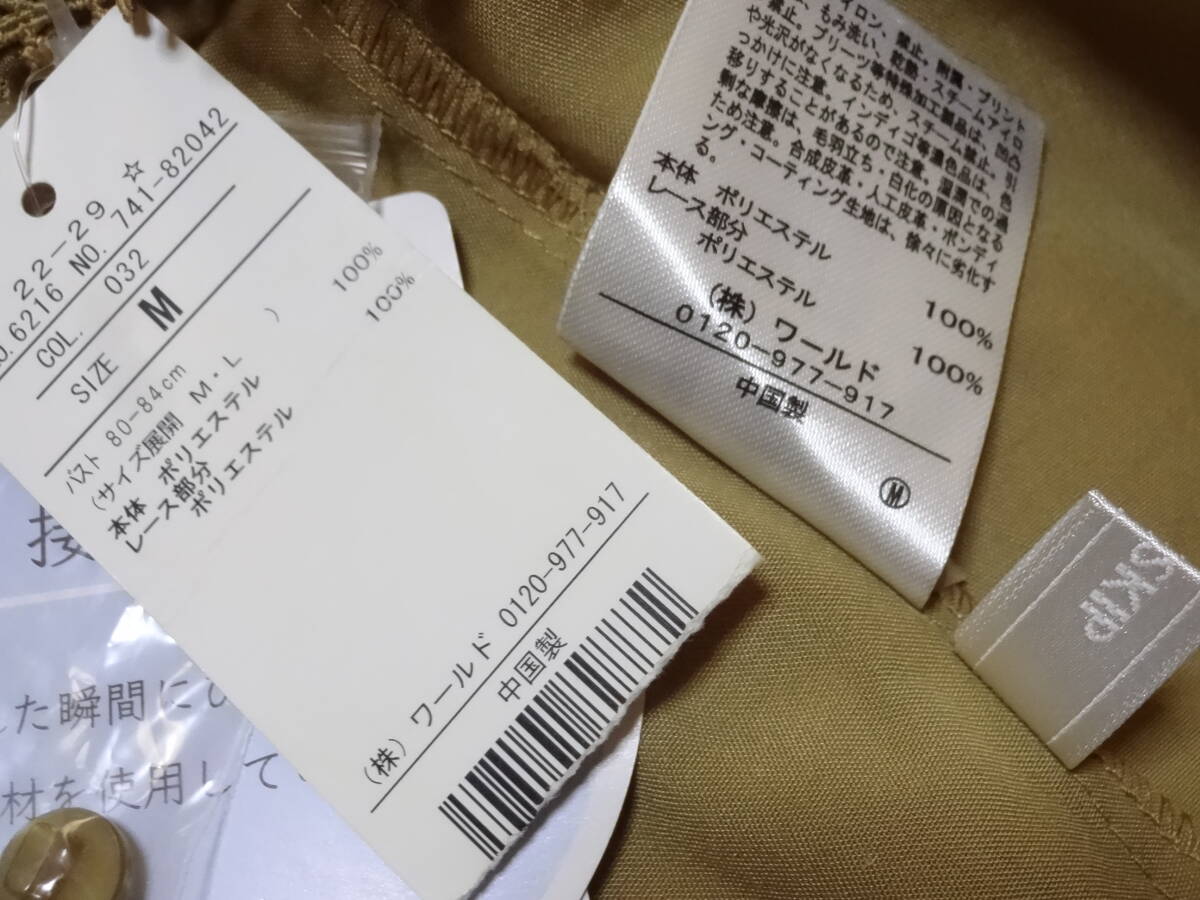 22-29 ☆
6216 NO. 741-82042
COL. 032
SIZE M
バスト 80-84cm
(サイズ展開 M・L )
本体 ポリエステル 100%
レース部分
ポリエステル 100%
(株) ワールド 0120-977-917
中国製
イロン、禁止。附属・プリント
禁止。もみ洗い、乾熱・スチームアイロ
や光沢がなくなるため、スチーム禁止。引
っかけに注意。インディゴ等濃色品は、色
移りすることがあるので注意。湿潤での過
剰な摩擦は、毛羽立ち・白化の原因となる
ため注意。合成皮革・人工皮革・ボンディ
ング・コーティング生地は、徐々に劣化す
る。
本体 ポリエステル 100%
レース部分
ポリエステル 100%
(株) ワールド
0120-977-917
中国製
M
SKIP
た瞬間に
材を使用して